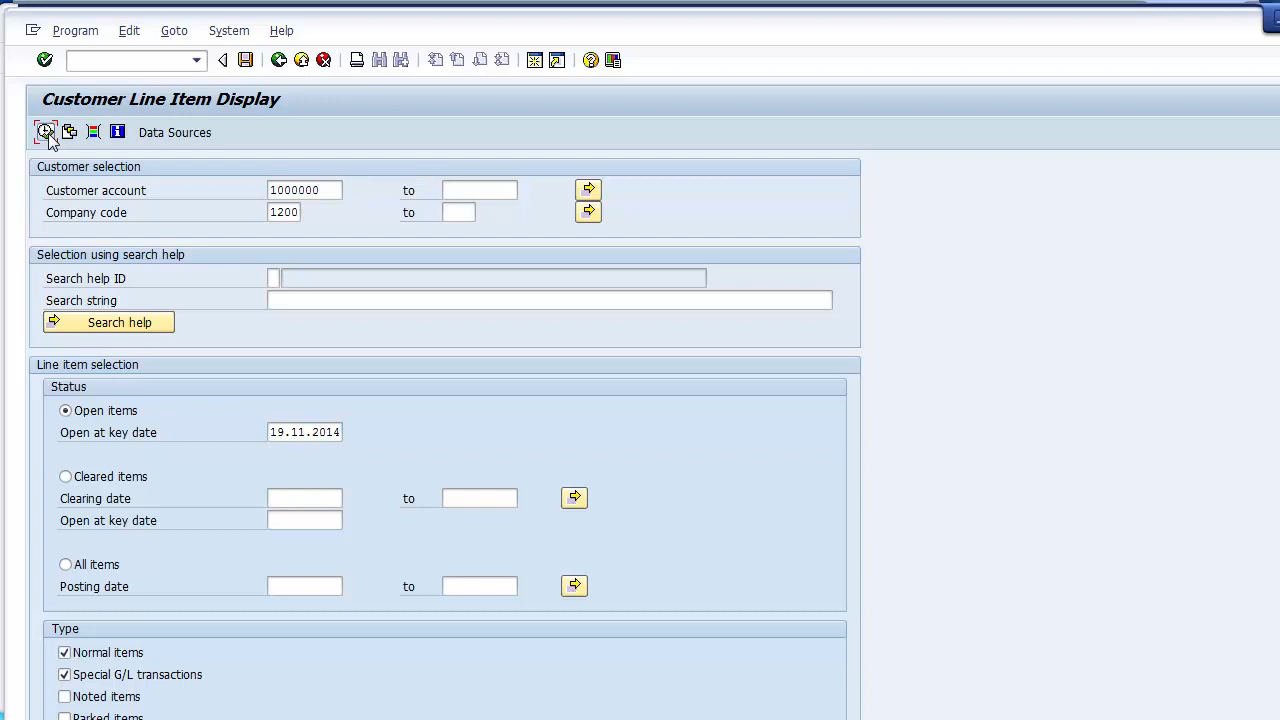 Program Edit Goto System Help
Customer Line Item Display
Data Sources
Customer selection
Customer account 1000000 to
Company code 1200 to
Selection using search help
Search help ID
Search string
Search help
Line item selection
Status
Open items
Open at key date 19.11.2014
Cleared items
Clearing date to
Open at key date
All items
Posting date to
Type
Normal items
Special G/L transactions
Noted items
Parked items